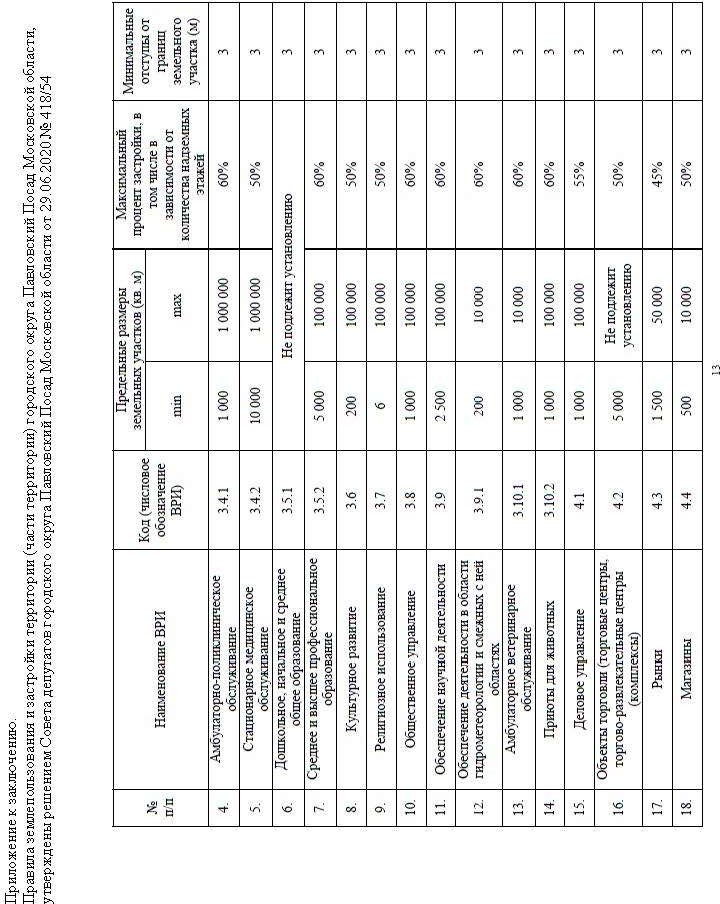 Приложение к заключению.
Правила землепользования и застройки территории (части территории) городского округа Павловский Посад Московской области,
утверждены решением Совета депутатов городского округа Павловский Посад Московской области от 29.06.2020 № 418/54
№
п/п
Наименование ВРИ
Код (числовое
обозначение
ВРИ)
Предельные размеры
земельных участков (кв. м)
min
max
Максимальный
процент застройки, в
том числе в
зависимости от
количества надземных
этажей
Минимальные
отступы от
границ
земельного
участка (м)
4.
Амбулаторно-поликлиническое
обслуживание
3.4.1
1 000
1 000 000
60%
3
5.
Стационарное медицинское
обслуживание
3.4.2
10 000
1 000 000
50%
3
6.
Дошкольное, начальное и среднее
общее образование
3.5.1
Не подлежит установлению
3
7.
Среднее и высшее профессиональное
образование
3.5.2
5 000
100 000
60%
3
8.
Культурное развитие
3.6
200
100 000
50%
3
9.
Религиозное использование
3.7
6
100 000
50%
3
10.
Общественное управление
3.8
1 000
100 000
60%
3
11.
Обеспечение научной деятельности
3.9
2 500
100 000
60%
3
12.
Обеспечение деятельности в области
гидрометеорологии и смежных с ней
областях
3.9.1
200
10 000
60%
3
13.
Амбулаторное ветеринарное
обслуживание
3.10.1
1 000
10 000
60%
3
14.
Приюты для животных
3.10.2
1 000
100 000
60%
3
15.
Деловое управление
4.1
1 000
100 000
55%
3
16.
Объекты торговли (торговые центры,
торгово-развлекательные центры
(комплексы)
4.2
5 000
Не подлежит
установлению
50%
3
17.
Рынки
4.3
1 500
50 000
45%
3
18.
Магазины
4.4
500
10 000
50%
3
13